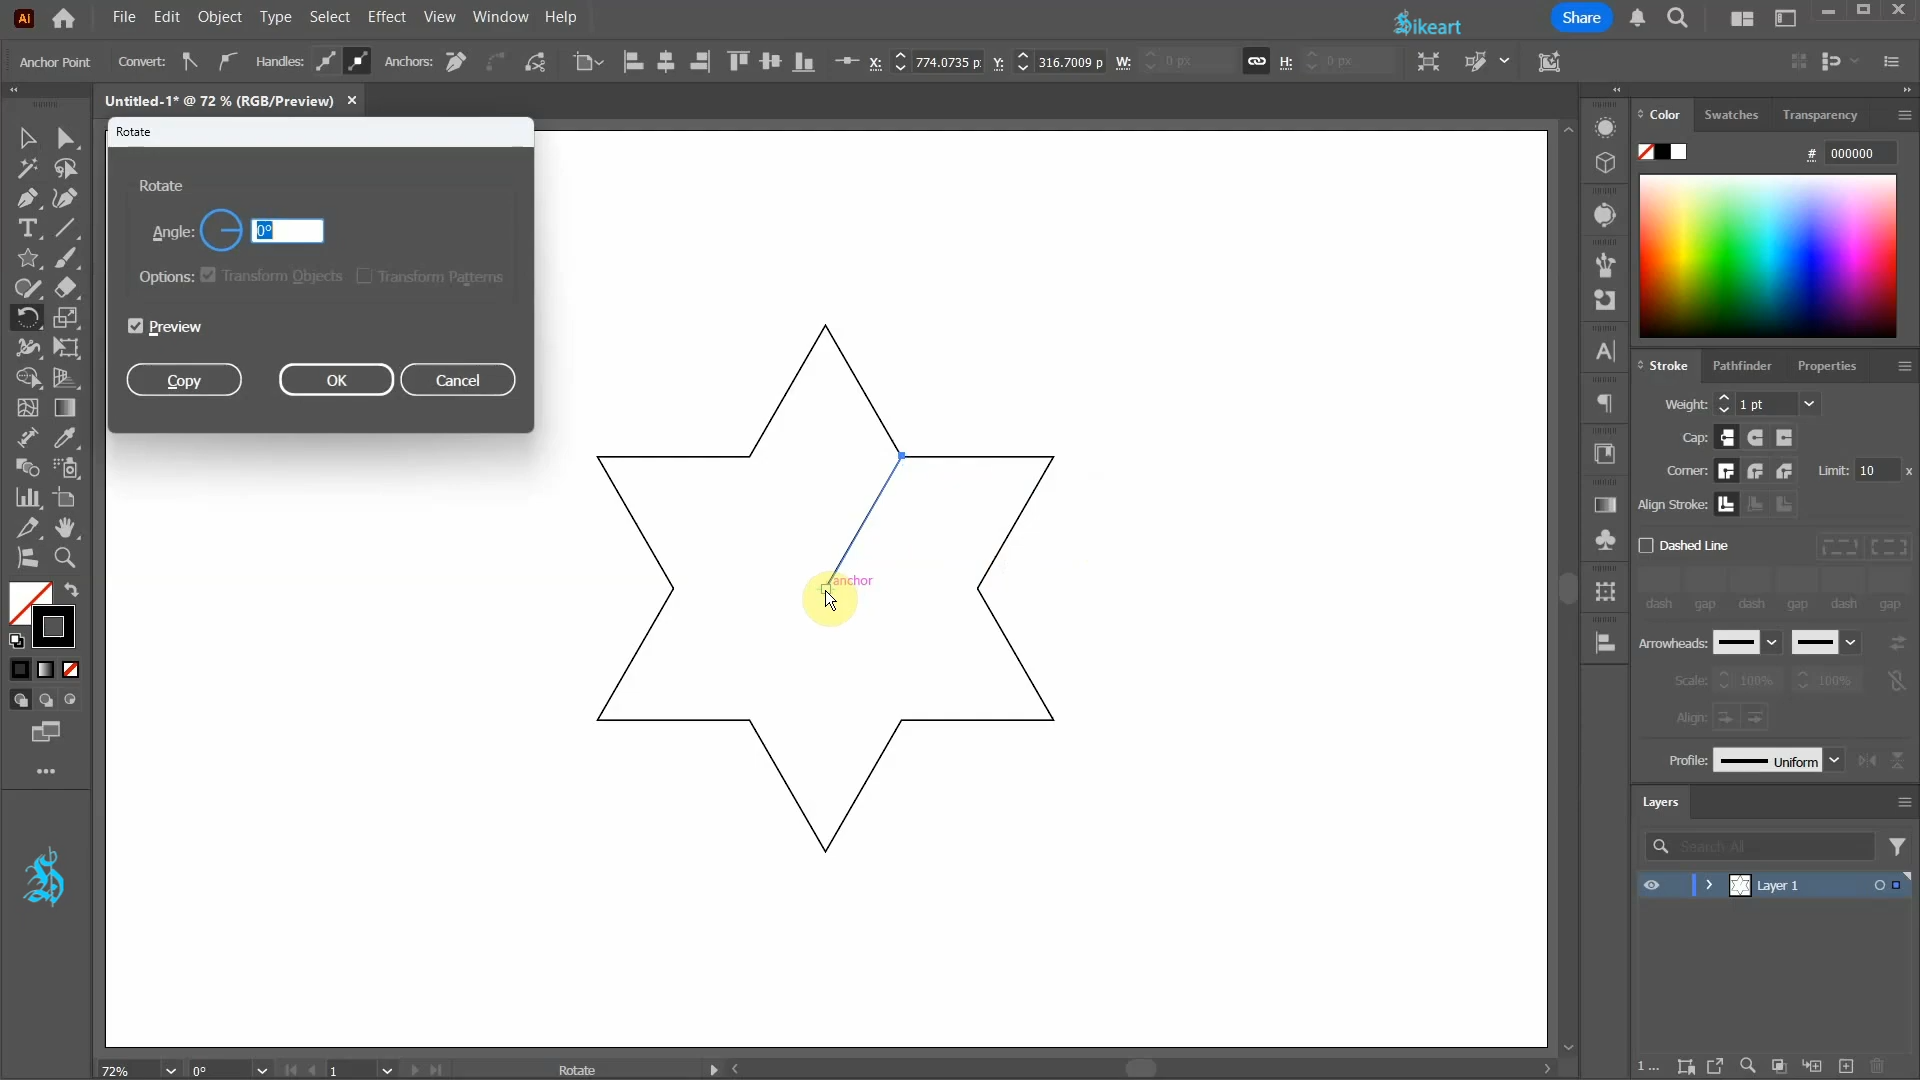 Ai File Edit Object Type Select Effect View Window Help Sikeart Share
Anchor Point Convert: Handles: Anchors: X: 774.0735 p Y: 316.7009 p W: 0 px H: 0 px
Untitled-1* @ 72 % (RGB/Preview)
Rotate
Rotate
Angle: 0°
Options: Transform Objects Transform Patterns
Preview
Copy OK Cancel
anchor
Color Swatches Transparency
# 000000
Stroke Pathfinder Properties
Weight: 1 pt
Cap:
Corner: Limit: 10 x
Align Stroke:
Dashed Line
dash gap dash gap dash gap
Arrowheads:
Scale: 100% 100%
Align:
Profile: Uniform
Layers
Search All
Layer 1
1 ...
72% 0° 1 Rotate